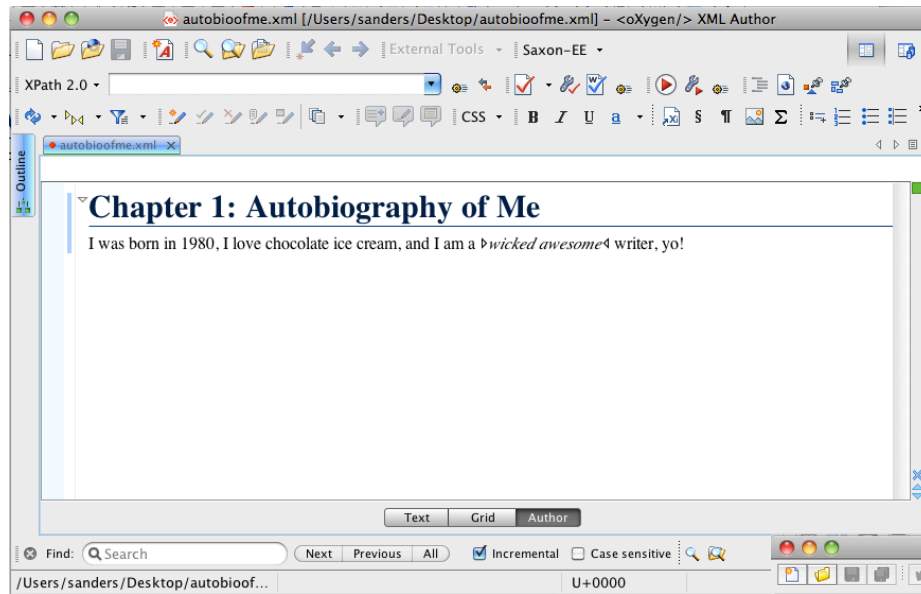 autobioofme.xml [/Users/sanders/Desktop/autobioofme.xml] - <oXygen/> XML Author
External Tools Saxon-EE
XPath 2.0
CSS B I U a § ¶ Σ
autobioofme.xml
Outline
Chapter 1: Autobiography of Me
I was born in 1980, I love chocolate ice cream, and I am a wicked awesome writer, yo!
Text Grid Author
Find: Search Next Previous All Incremental Case sensitive
/Users/sanders/Desktop/autobioof... U+0000